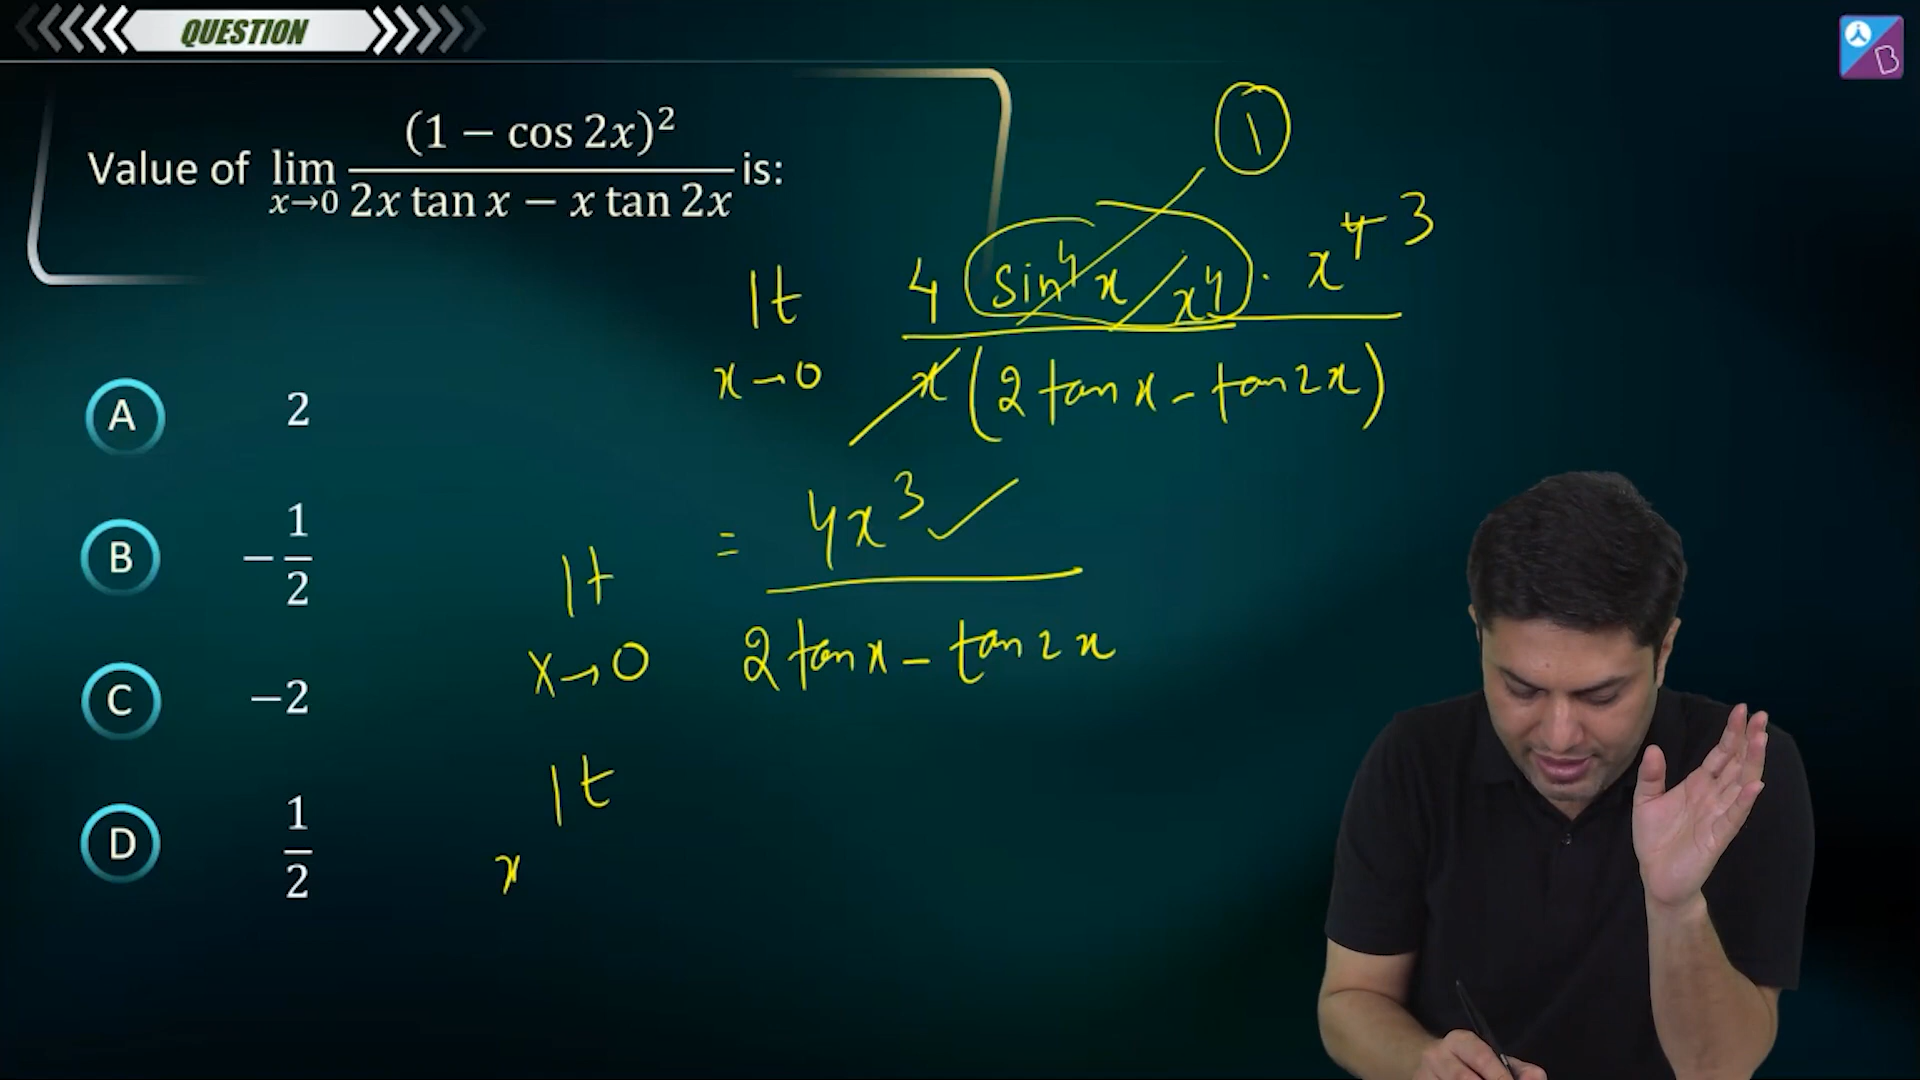 QUESTION
Value of lim x→0 (1 − cos 2x)² / (2x tan x − x tan 2x) is:
A 2
B −1/2
C −2
D 1/2
1
lt x→0 4 (sin⁴x / x⁴) · x⁴ 3
x (2 tan x − tan 2x)
lt x→0 = 4x³ ✓
2 tan x − tan 2x
lt
x
B